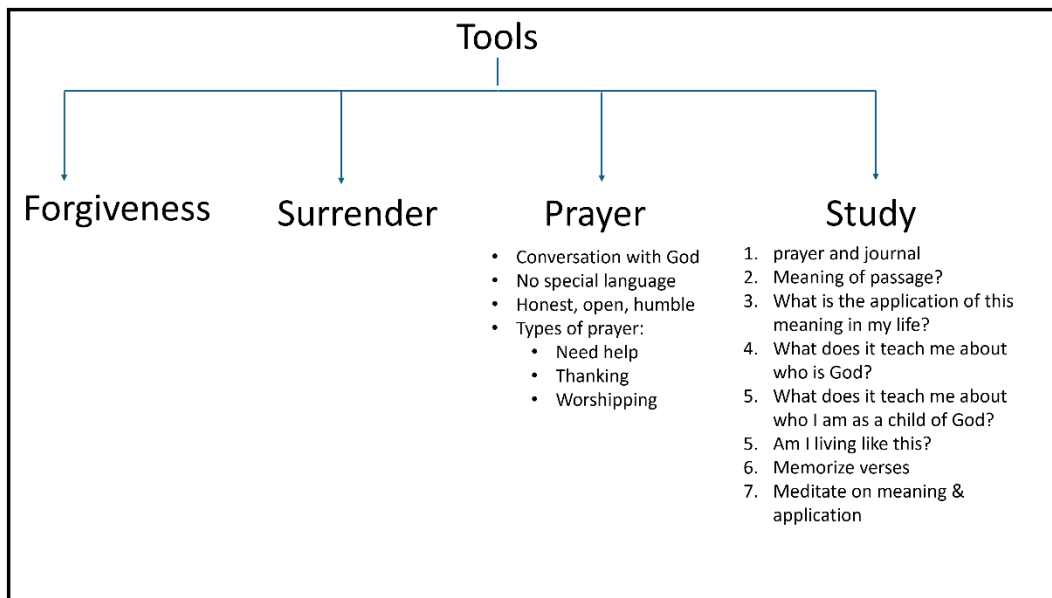 Tools
Forgiveness
Surrender
Prayer
• Conversation with God
• No special language
• Honest, open, humble
• Types of prayer:
• Need help
• Thanking
• Worshipping
Study
1. prayer and journal
2. Meaning of passage?
3. What is the application of this
meaning in my life?
4. What does it teach me about
who is God?
5. What does it teach me about
who I am as a child of God?
5. Am I living like this?
6. Memorize verses
7. Meditate on meaning &
application